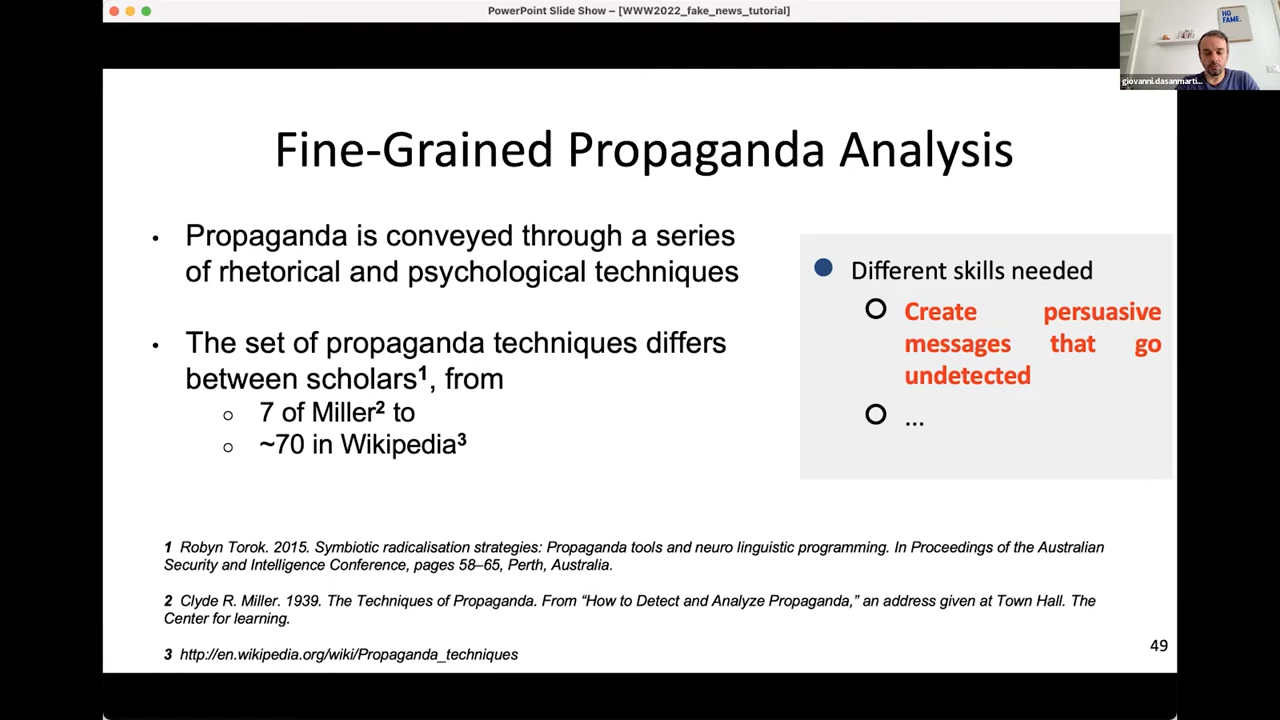 PowerPoint Slide Show – [WWW2022_fake_news_tutorial]
HO
FAME.
giovanni.dasanmarti...
Fine-Grained Propaganda Analysis
• Propaganda is conveyed through a series
of rhetorical and psychological techniques
• The set of propaganda techniques differs
between scholars¹, from
○ 7 of Miller² to
○ ~70 in Wikipedia³
● Different skills needed
○ Create persuasive
messages that go
undetected
○ ...
1 Robyn Torok. 2015. Symbiotic radicalisation strategies: Propaganda tools and neuro linguistic programming. In Proceedings of the Australian
Security and Intelligence Conference, pages 58–65, Perth, Australia.
2 Clyde R. Miller. 1939. The Techniques of Propaganda. From “How to Detect and Analyze Propaganda,” an address given at Town Hall. The
Center for learning.
3 http://en.wikipedia.org/wiki/Propaganda_techniques
49